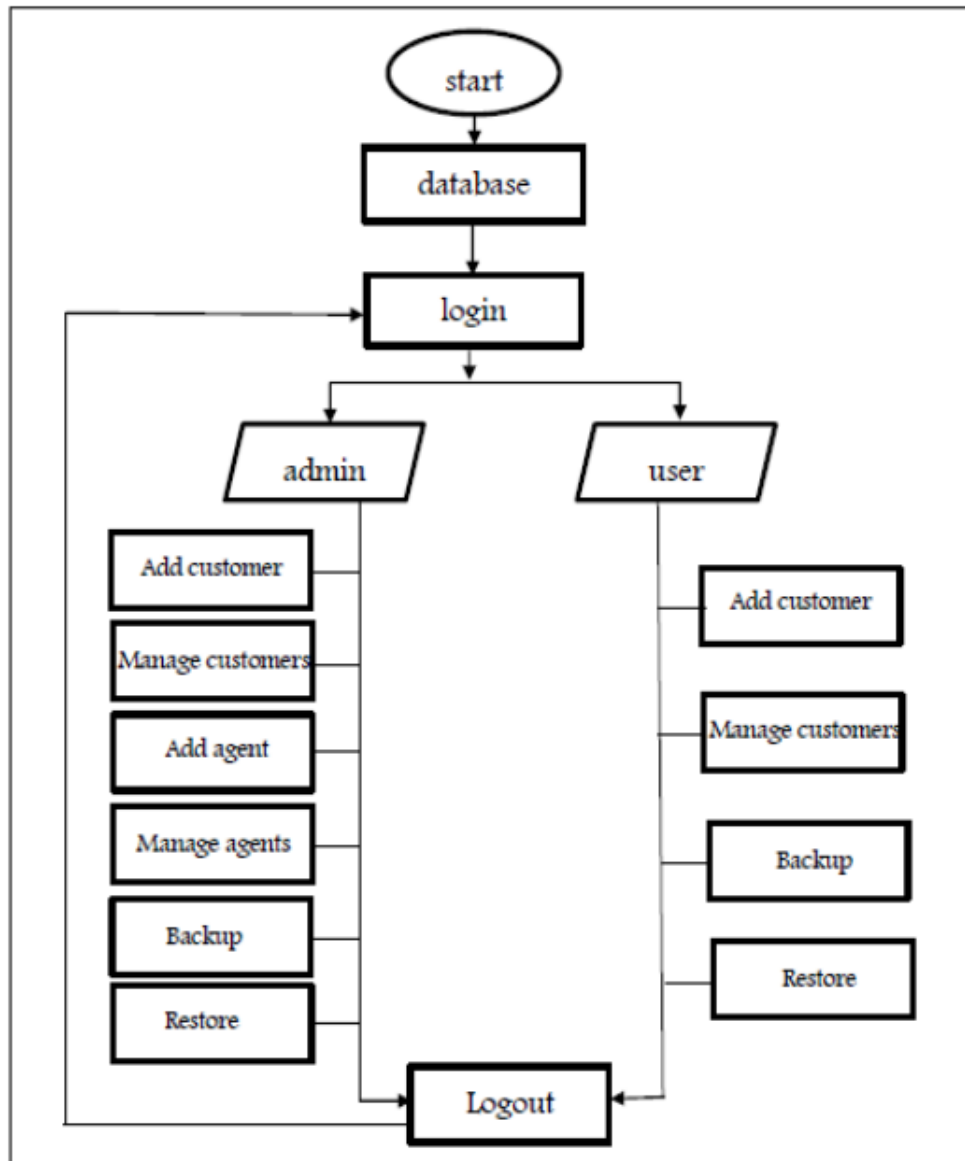 start
database
login
admin
user
Add customer
Manage customers
Add agent
Manage agents
Backup
Restore
Add customer
Manage customers
Backup
Restore
Logout